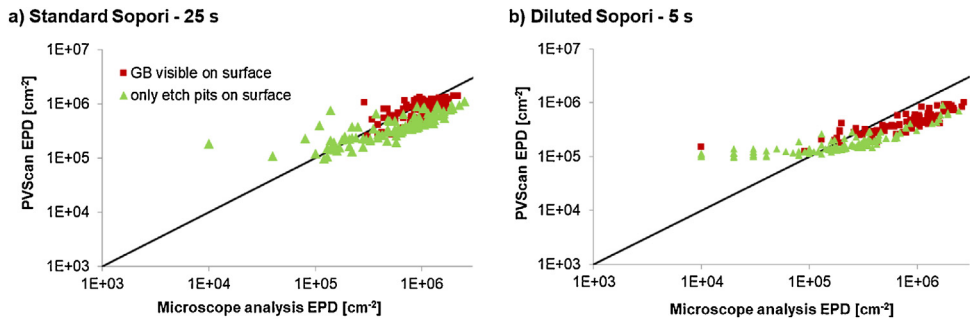 a) Standard Sopori - 25 s
1E+07
1E+06
1E+05
1E+04
1E+03
PVScan EPD [cm-2]
GB visible on surface
only etch pits on surface
1E+03 1E+04 1E+05 1E+06
Microscope analysis EPD [cm-2]
b) Diluted Sopori - 5 s
1E+07
1E+06
1E+05
1E+04
1E+03
PVScan EPD [cm-2]
1E+03 1E+04 1E+05 1E+06
Microscope analysis EPD [cm-2]